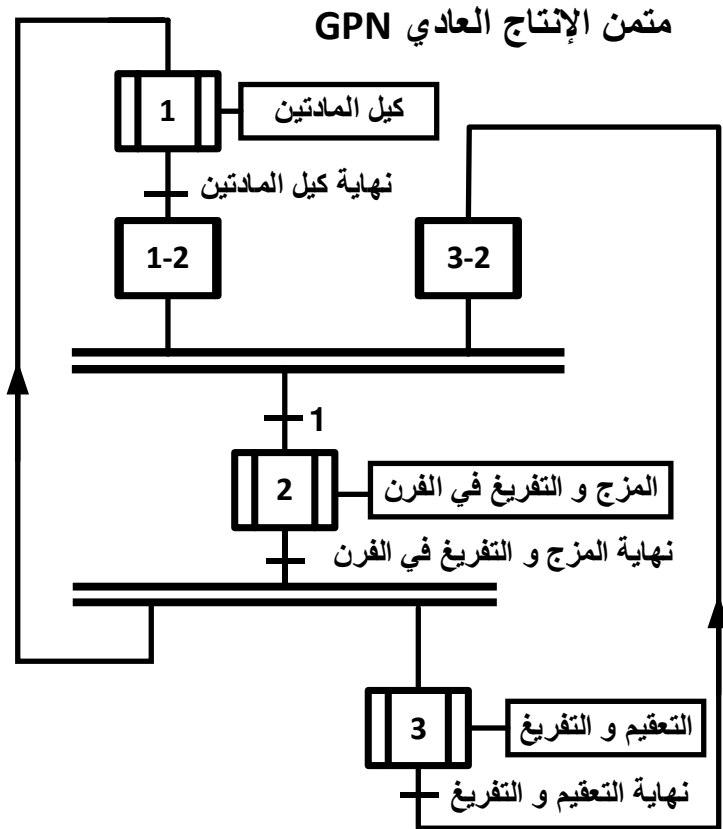 متمن الإنتاج العادي GPN
1
كيل المادتين
نهاية كيل المادتين
1-2
3-2
1
2
المزج و التفريغ في الفرن
نهاية المزج و التفريغ في الفرن
3
التعقيم و التفريغ
نهاية التعقيم و التفريغ